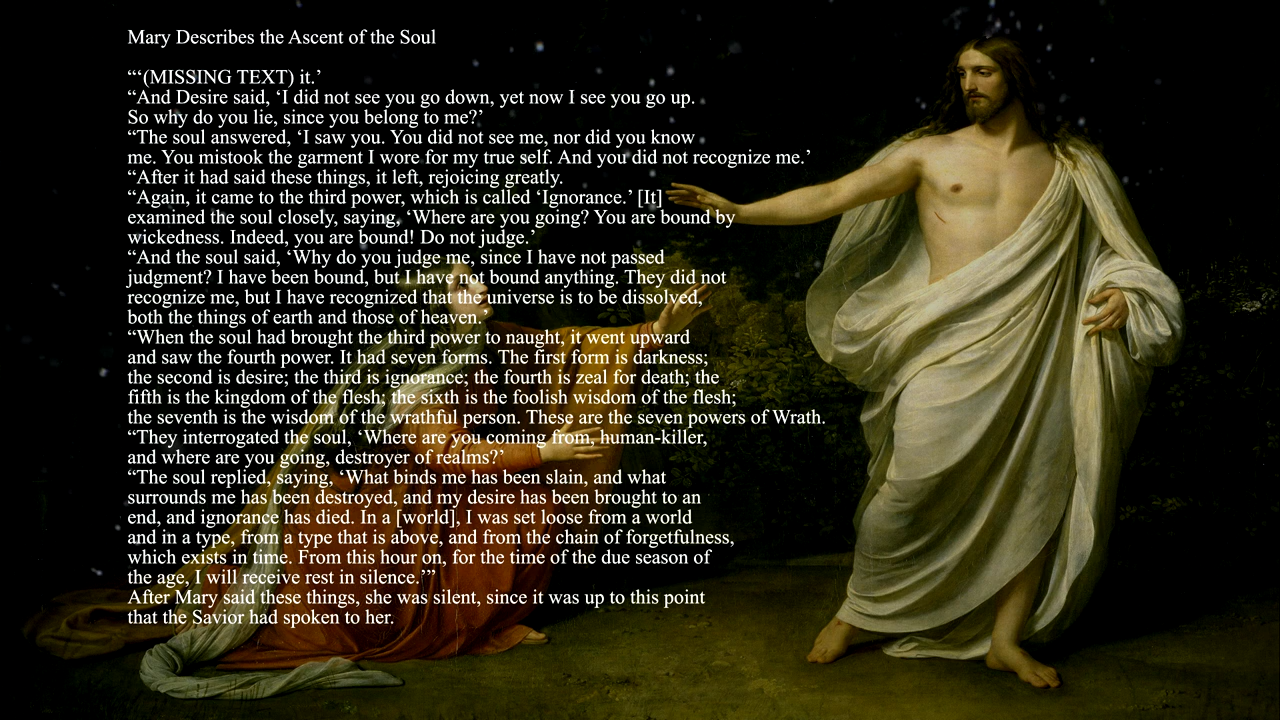 Mary Describes the Ascent of the Soul
“‘(MISSING TEXT) it.’
“And Desire said, ‘I did not see you go down, yet now I see you go up.
So why do you lie, since you belong to me?’
“The soul answered, ‘I saw you. You did not see me, nor did you know
me. You mistook the garment I wore for my true self. And you did not recognize me.’
“After it had said these things, it left, rejoicing greatly.
“Again, it came to the third power, which is called ‘Ignorance.’ [It]
examined the soul closely, saying, ‘Where are you going? You are bound by
wickedness. Indeed, you are bound! Do not judge.’
“And the soul said, ‘Why do you judge me, since I have not passed
judgment? I have been bound, but I have not bound anything. They did not
recognize me, but I have recognized that the universe is to be dissolved,
both the things of earth and those of heaven.’
“When the soul had brought the third power to naught, it went upward
and saw the fourth power. It had seven forms. The first form is darkness;
the second is desire; the third is ignorance; the fourth is zeal for death; the
fifth is the kingdom of the flesh; the sixth is the foolish wisdom of the flesh;
the seventh is the wisdom of the wrathful person. These are the seven powers of Wrath.
“They interrogated the soul, ‘Where are you coming from, human-killer,
and where are you going, destroyer of realms?’
“The soul replied, saying, ‘What binds me has been slain, and what
surrounds me has been destroyed, and my desire has been brought to an
end, and ignorance has died. In a [world], I was set loose from a world
and in a type, from a type that is above, and from the chain of forgetfulness,
which exists in time. From this hour on, for the time of the due season of
the age, I will receive rest in silence.’”
After Mary said these things, she was silent, since it was up to this point
that the Savior had spoken to her.